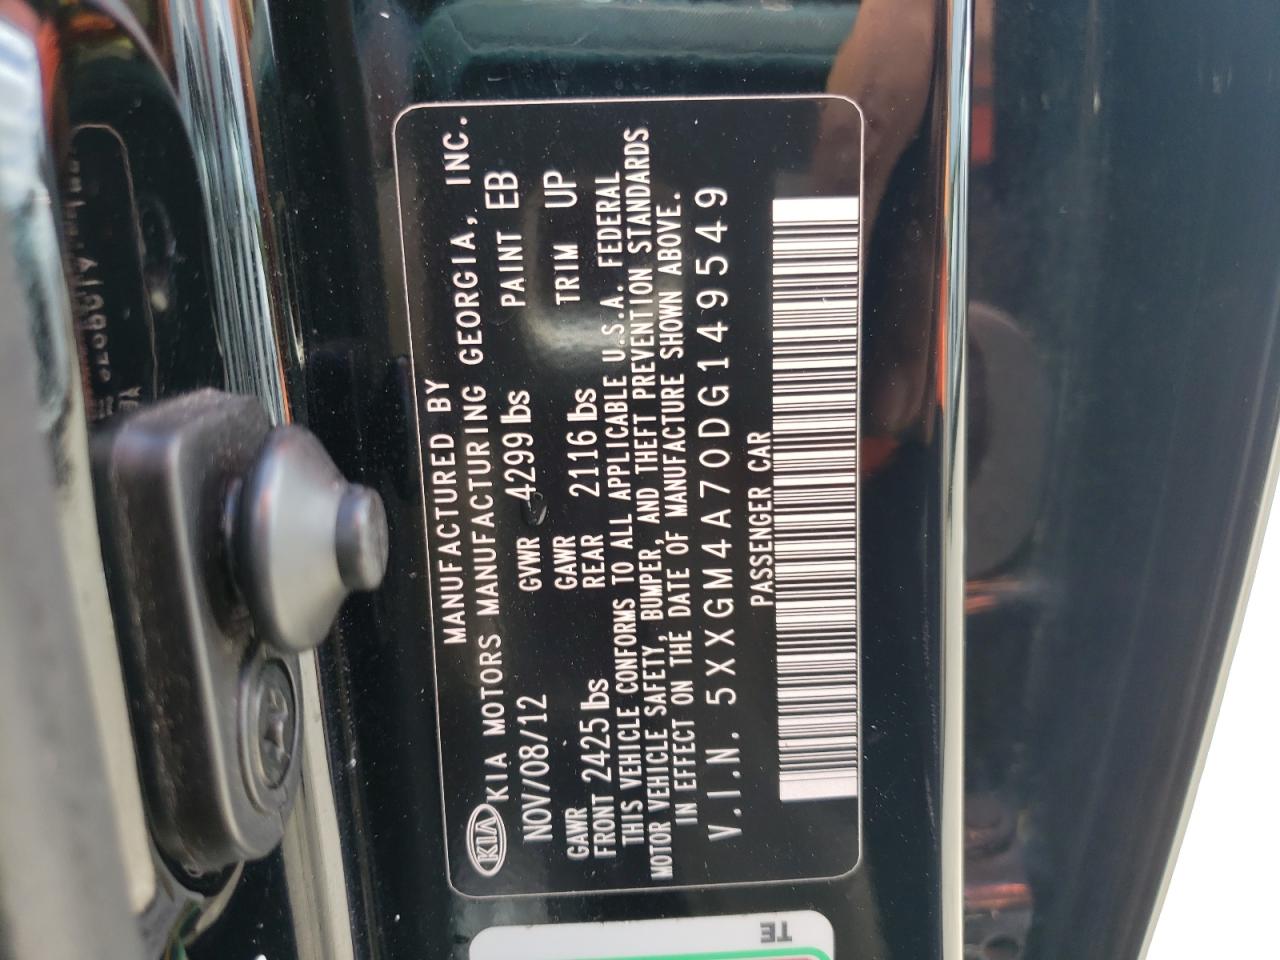 MANUFACTURED BY
KIA KIA MOTORS MANUFACTURING GEORGIA, INC.
NOV/08/12 GVWR 4299 lbs PAINT EB
GAWR FRONT 2425 lbs GAWR REAR 2116 lbs TRIM UP
THIS VEHICLE CONFORMS TO ALL APPLICABLE U.S.A. FEDERAL
MOTOR VEHICLE SAFETY, BUMPER, AND THEFT PREVENTION STANDARDS
IN EFFECT ON THE DATE OF MANUFACTURE SHOWN ABOVE.
V.I.N. 5XXGM4A70DG149549
PASSENGER CAR
TE